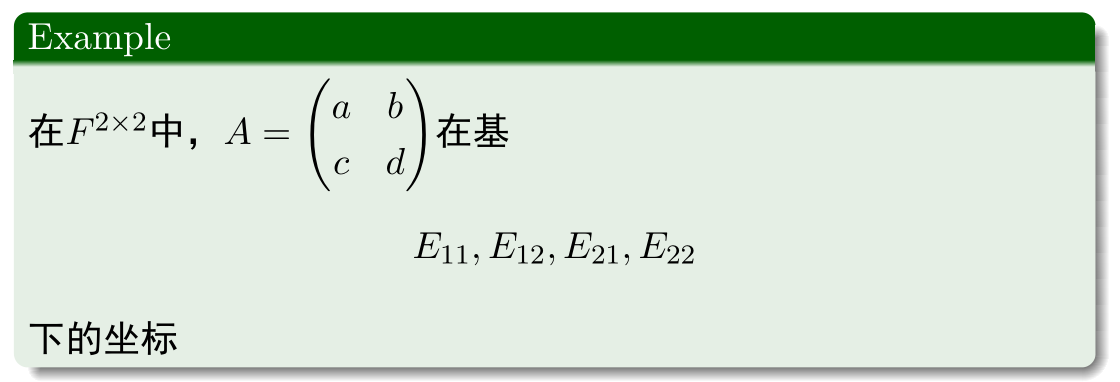 Example
在$F^{2\times 2}$中，$A = \begin{pmatrix} a & b \\ c & d \end{pmatrix}$在基
$E_{11}, E_{12}, E_{21}, E_{22}$
下的坐标